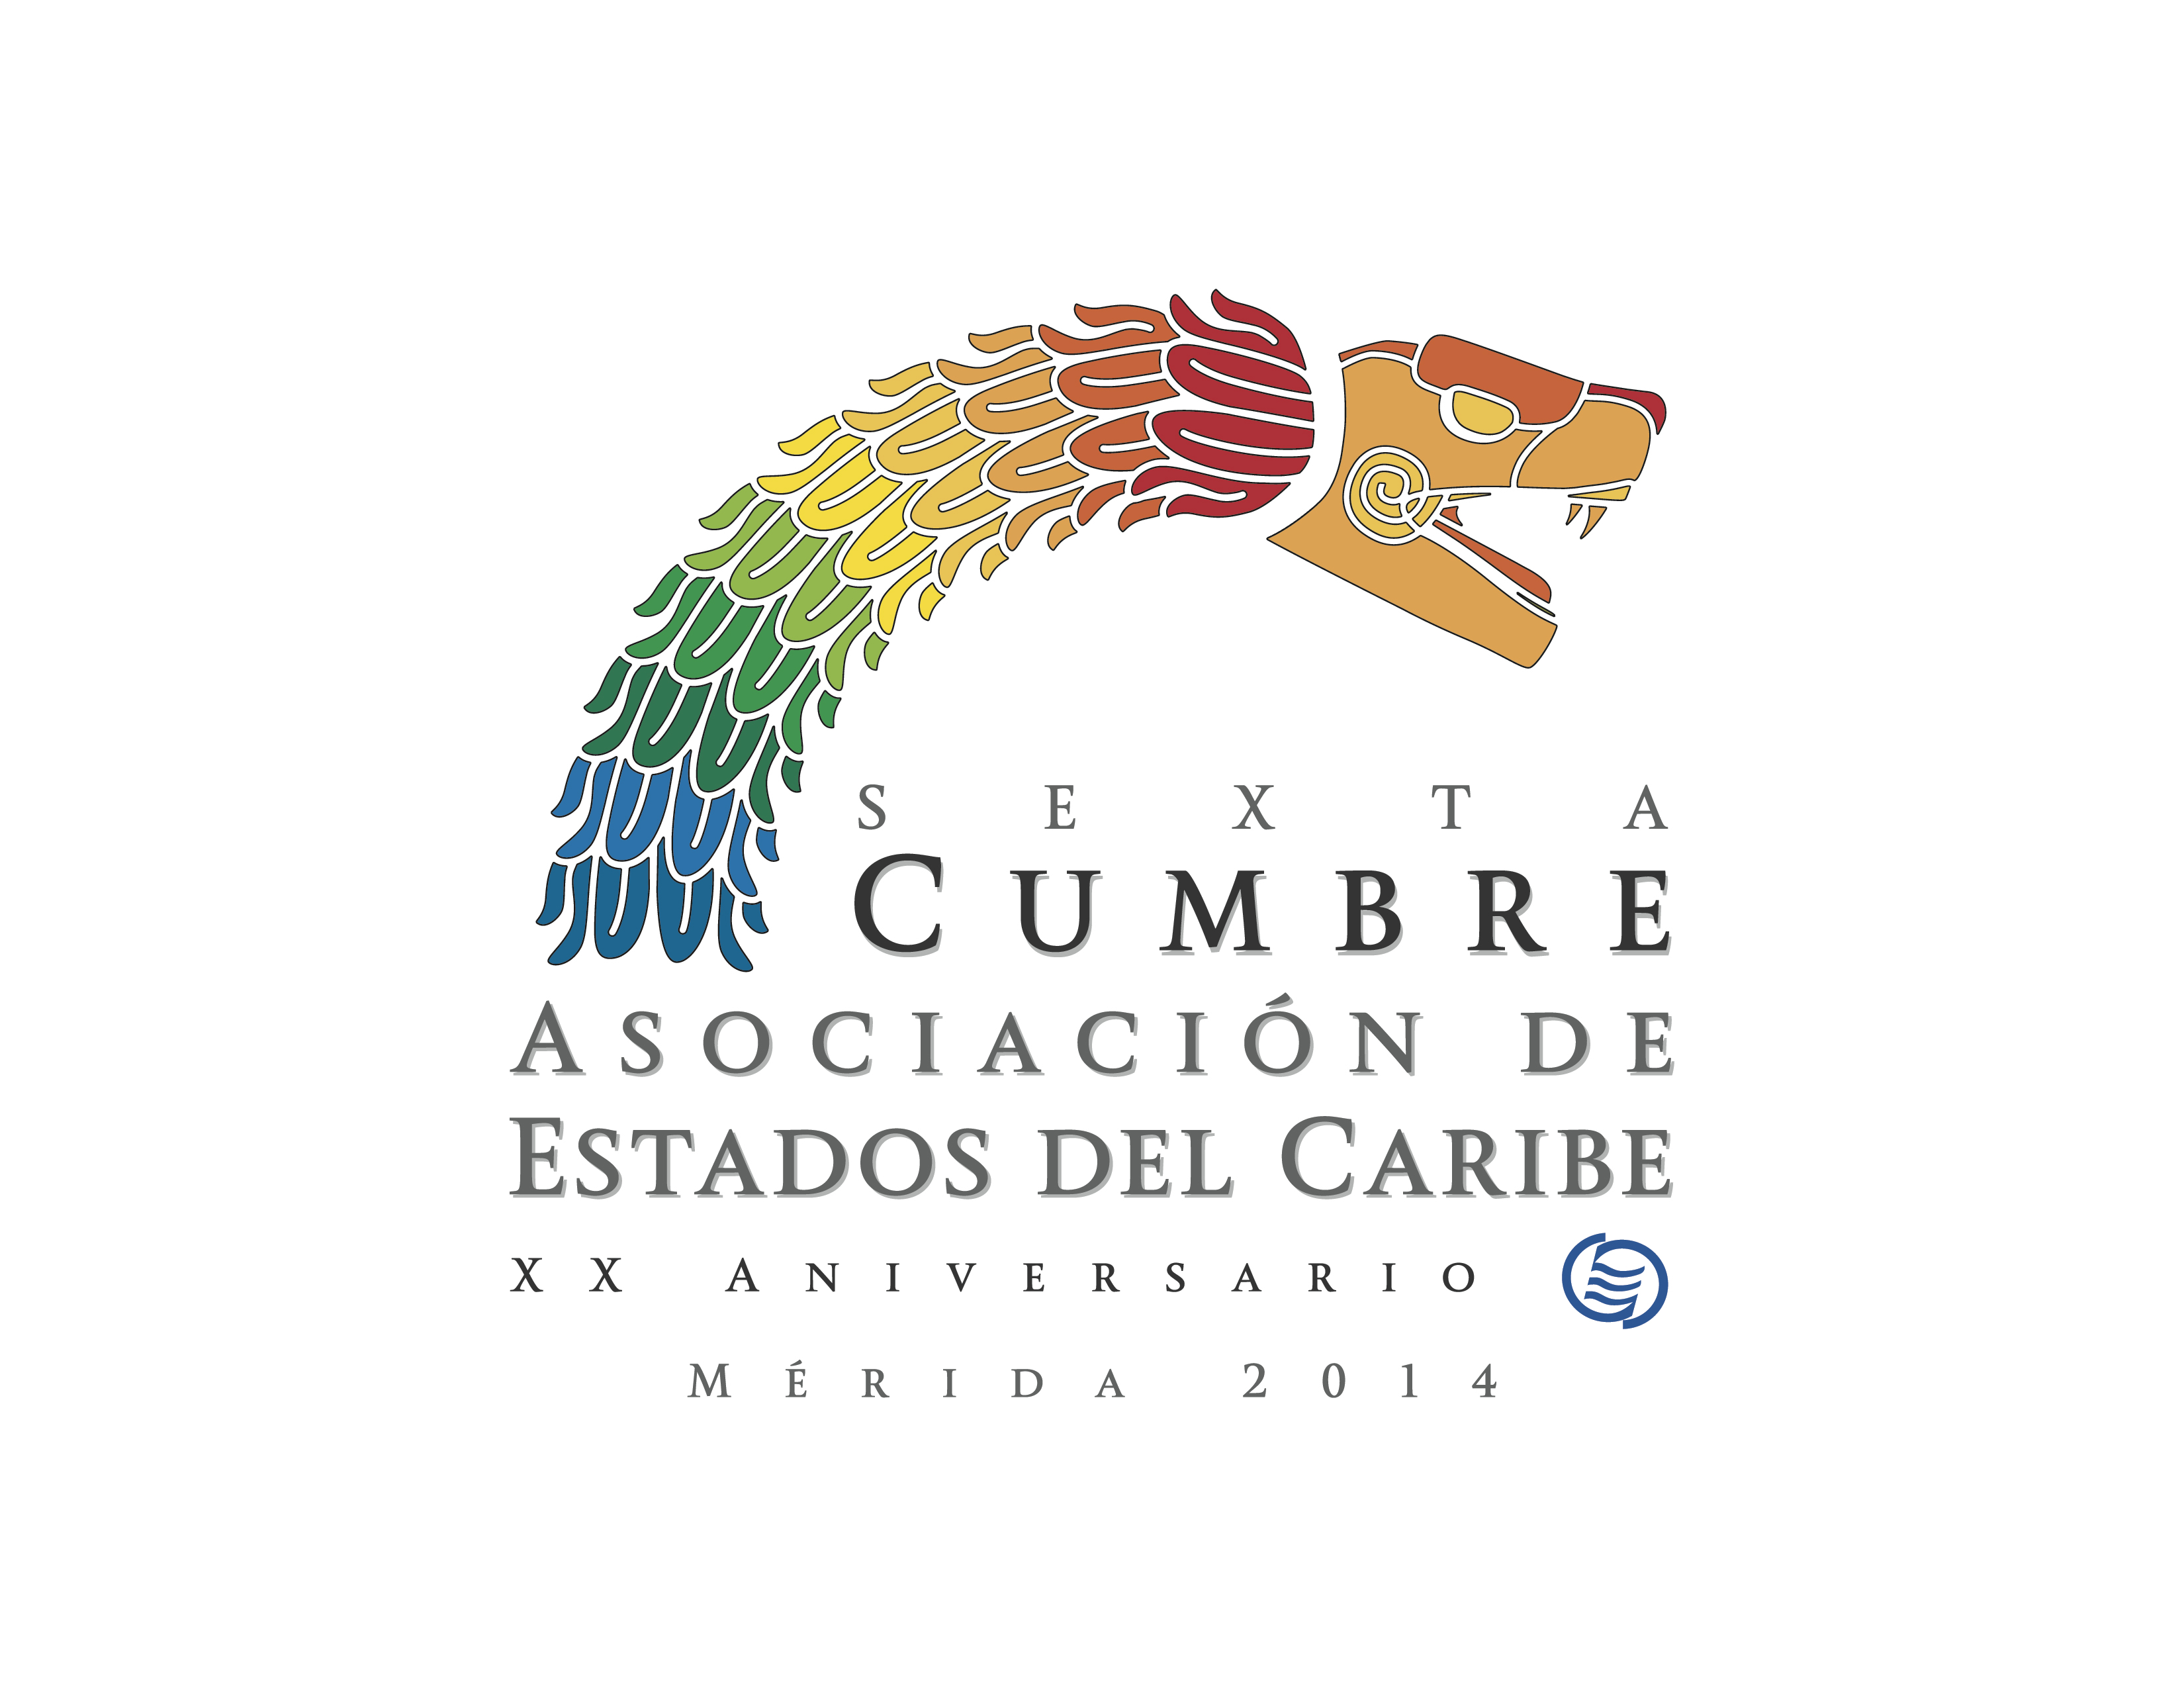 SEXTA
CUMBRE
ASOCIACIÓN DE
ESTADOS DEL CARIBE
XX ANIVERSARIO
MÉRIDA 2014